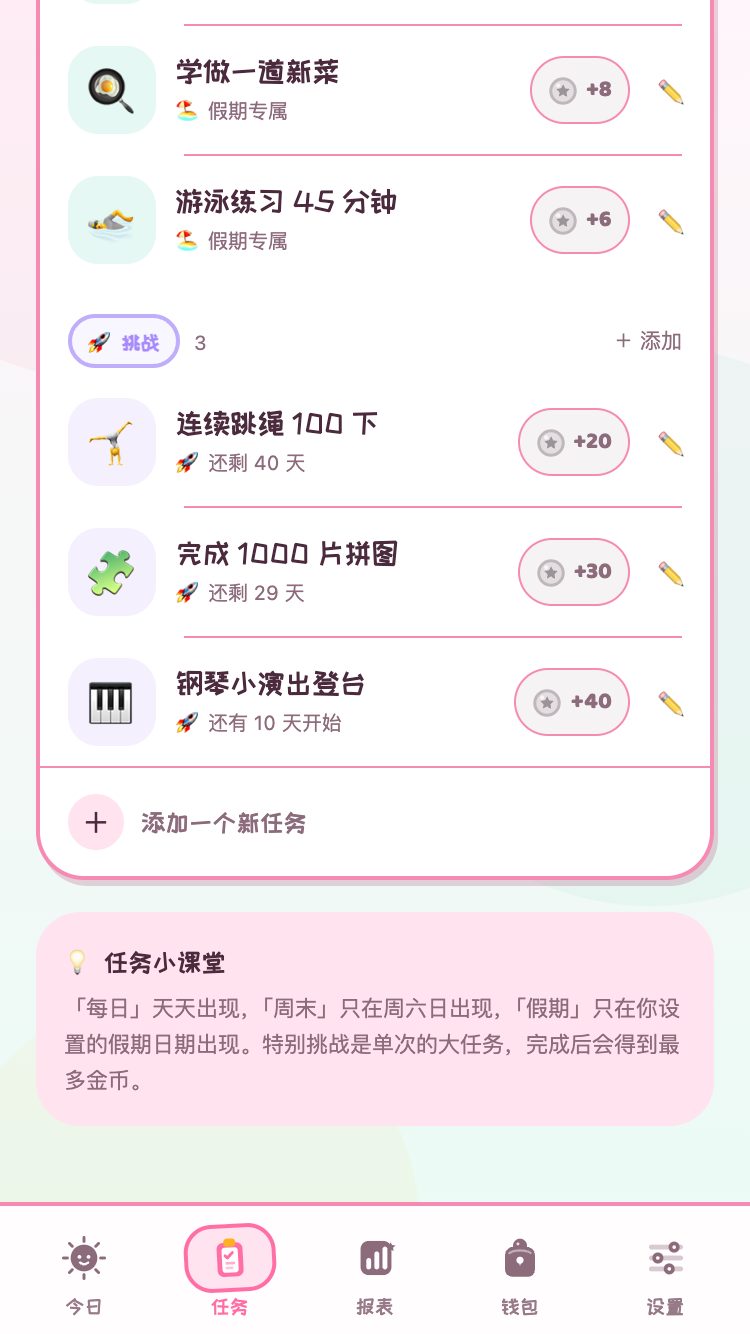 学做一道新菜
假期专属
+8
游泳练习 45 分钟
假期专属
+6
挑战
3
+ 添加
连续跳绳 100 下
还剩 40 天
+20
完成 1000 片拼图
还剩 29 天
+30
钢琴小演出登台
还有 10 天开始
+40
+ 添加一个新任务
任务小课堂
「每日」天天出现，「周末」只在周六日出现，「假期」只在你设
置的假期日期出现。特别挑战是单次的大任务，完成后会得到最
多金币。
今日
任务
报表
钱包
设置